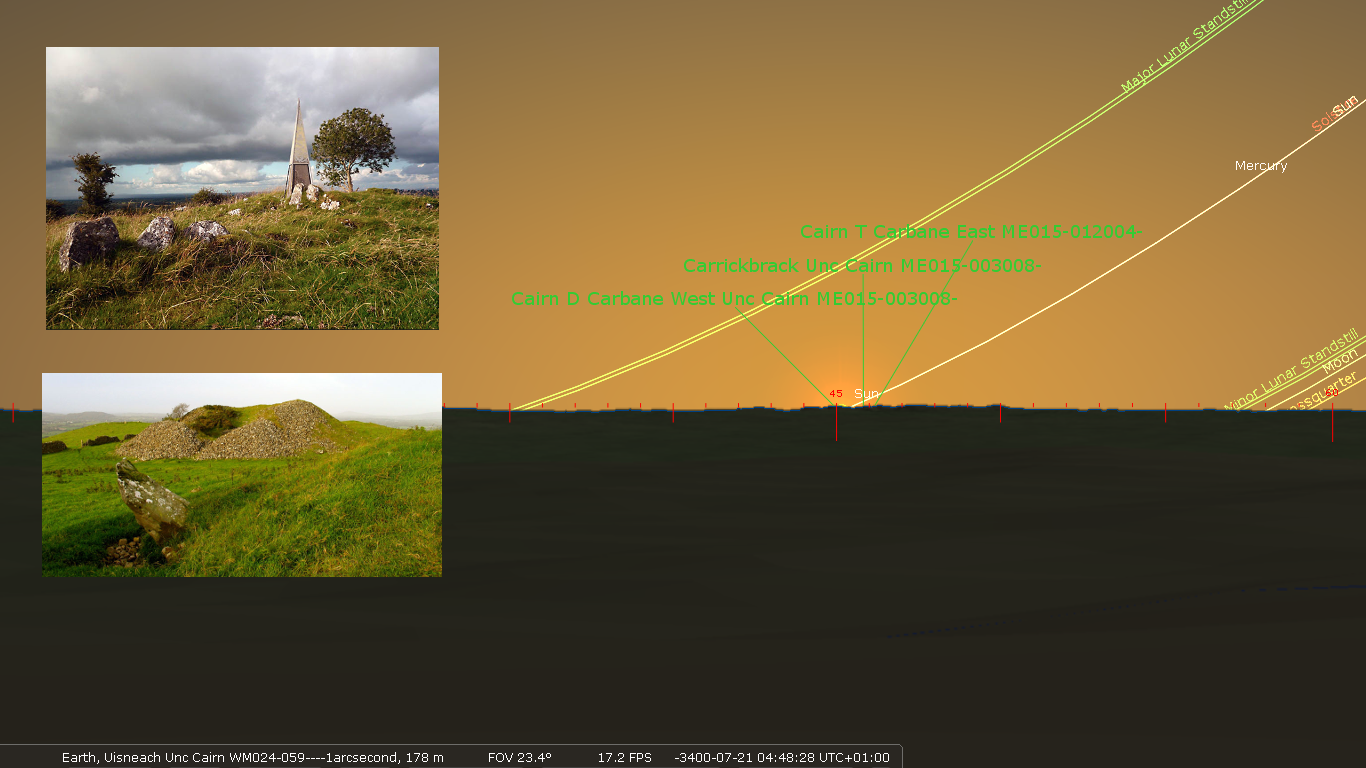 Major Lunar Standstill
Sun
Mercury
Cairn T Carbane East ME015-012004-
Carrickbrack Unc Cairn ME015-003008-
Cairn D Carbane West Unc Cairn ME015-003008-
Minor Lunar Standstill
Moon
45
Sun
Earth, Uisneach Unc Cairn WM024-059----1arcsecond, 178 m FOV 23.4° 17.2 FPS -3400-07-21 04:48:28 UTC+01:00